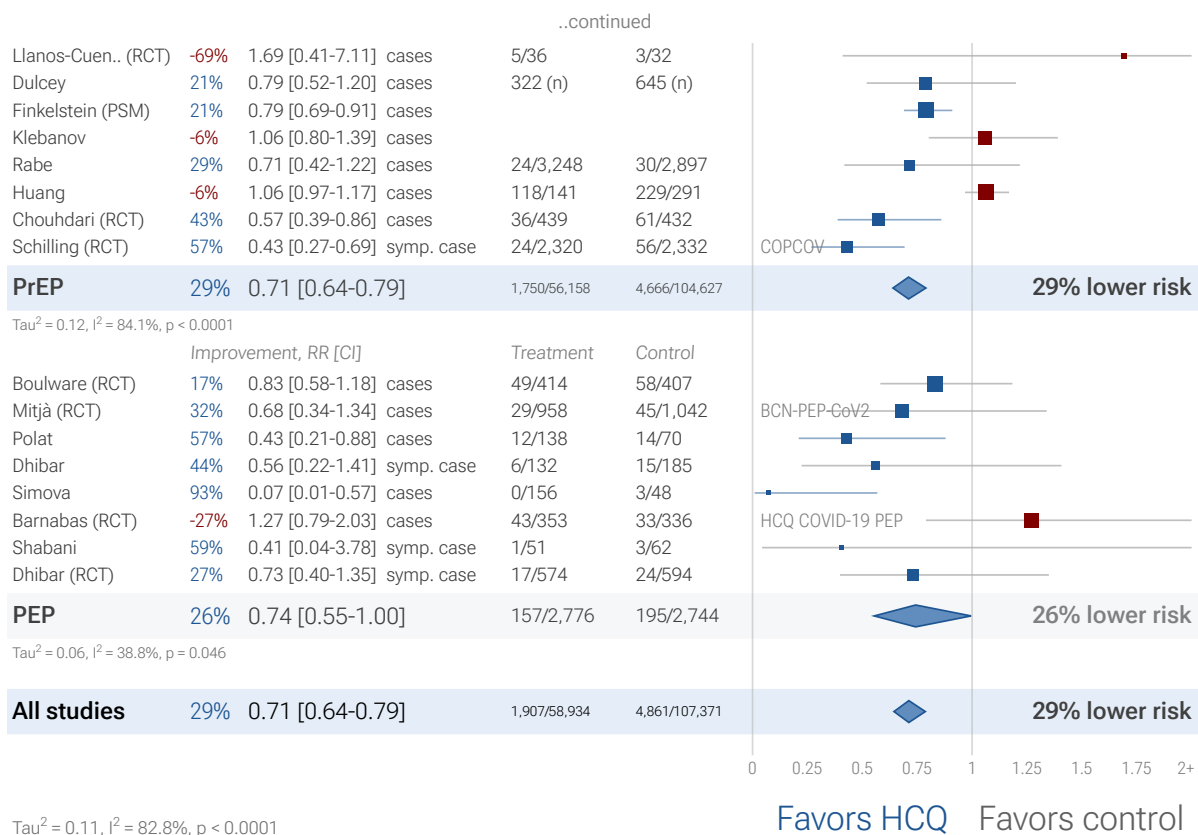 ..continued
Llanos-Cuen.. (RCT) -69% 1.69 [0.41-7.11] cases 5/36 3/32
Dulcey 21% 0.79 [0.52-1.20] cases 322 (n) 645 (n)
Finkelstein (PSM) 21% 0.79 [0.69-0.91] cases
Klebanov -6% 1.06 [0.80-1.39] cases
Rabe 29% 0.71 [0.42-1.22] cases 24/3,248 30/2,897
Huang -6% 1.06 [0.97-1.17] cases 118/141 229/291
Chouhdari (RCT) 43% 0.57 [0.39-0.86] cases 36/439 61/432
Schilling (RCT) 57% 0.43 [0.27-0.69] symp. case 24/2,320 56/2,332 COPCOV
PrEP 29% 0.71 [0.64-0.79] 1,750/56,158 4,666/104,627 29% lower risk
Tau² = 0.12, I² = 84.1%, p < 0.0001
Improvement, RR [CI] Treatment Control
Boulware (RCT) 17% 0.83 [0.58-1.18] cases 49/414 58/407
Mitjà (RCT) 32% 0.68 [0.34-1.34] cases 29/958 45/1,042 BCN-PEP-CoV2
Polat 57% 0.43 [0.21-0.88] cases 12/138 14/70
Dhibar 44% 0.56 [0.22-1.41] symp. case 6/132 15/185
Simova 93% 0.07 [0.01-0.57] cases 0/156 3/48
Barnabas (RCT) -27% 1.27 [0.79-2.03] cases 43/353 33/336 HCQ COVID-19 PEP
Shabani 59% 0.41 [0.04-3.78] symp. case 1/51 3/62
Dhibar (RCT) 27% 0.73 [0.40-1.35] symp. case 17/574 24/594
PEP 26% 0.74 [0.55-1.00] 157/2,776 195/2,744 26% lower risk
Tau² = 0.06, I² = 38.8%, p = 0.046
All studies 29% 0.71 [0.64-0.79] 1,907/58,934 4,861/107,371 29% lower risk
0 0.25 0.5 0.75 1 1.25 1.5 1.75 2+
Tau² = 0.11, I² = 82.8%, p < 0.0001 Favors HCQ Favors control